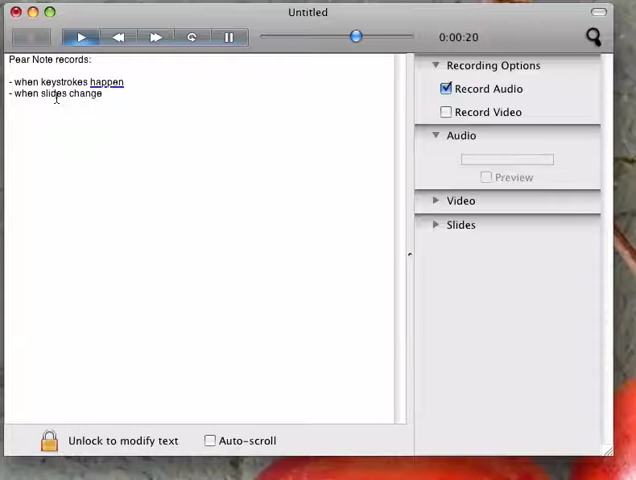 Untitled
0:00:20
Pear Note records:
- when keystrokes happen
- when slides change
Recording Options
Record Audio
Record Video
Audio
Preview
Video
Slides
Unlock to modify text
Auto-scroll